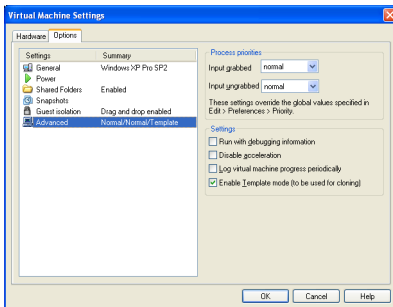 Virtual Machine Settings
Hardware Options
Settings Summary
General Windows XP Pro SP2
Power
Shared Folders Enabled
Snapshots
Guest isolation Drag and drop enabled
Advanced Normal/Normal/Template
Process priorities
Input grabbed normal
Input ungrabbed normal
These settings override the global values specified in
Edit > Preferences > Priority.
Settings
Run with debugging information
Disable acceleration
Log virtual machine progress periodically
Enable Template mode (to be used for cloning)
OK Cancel Help